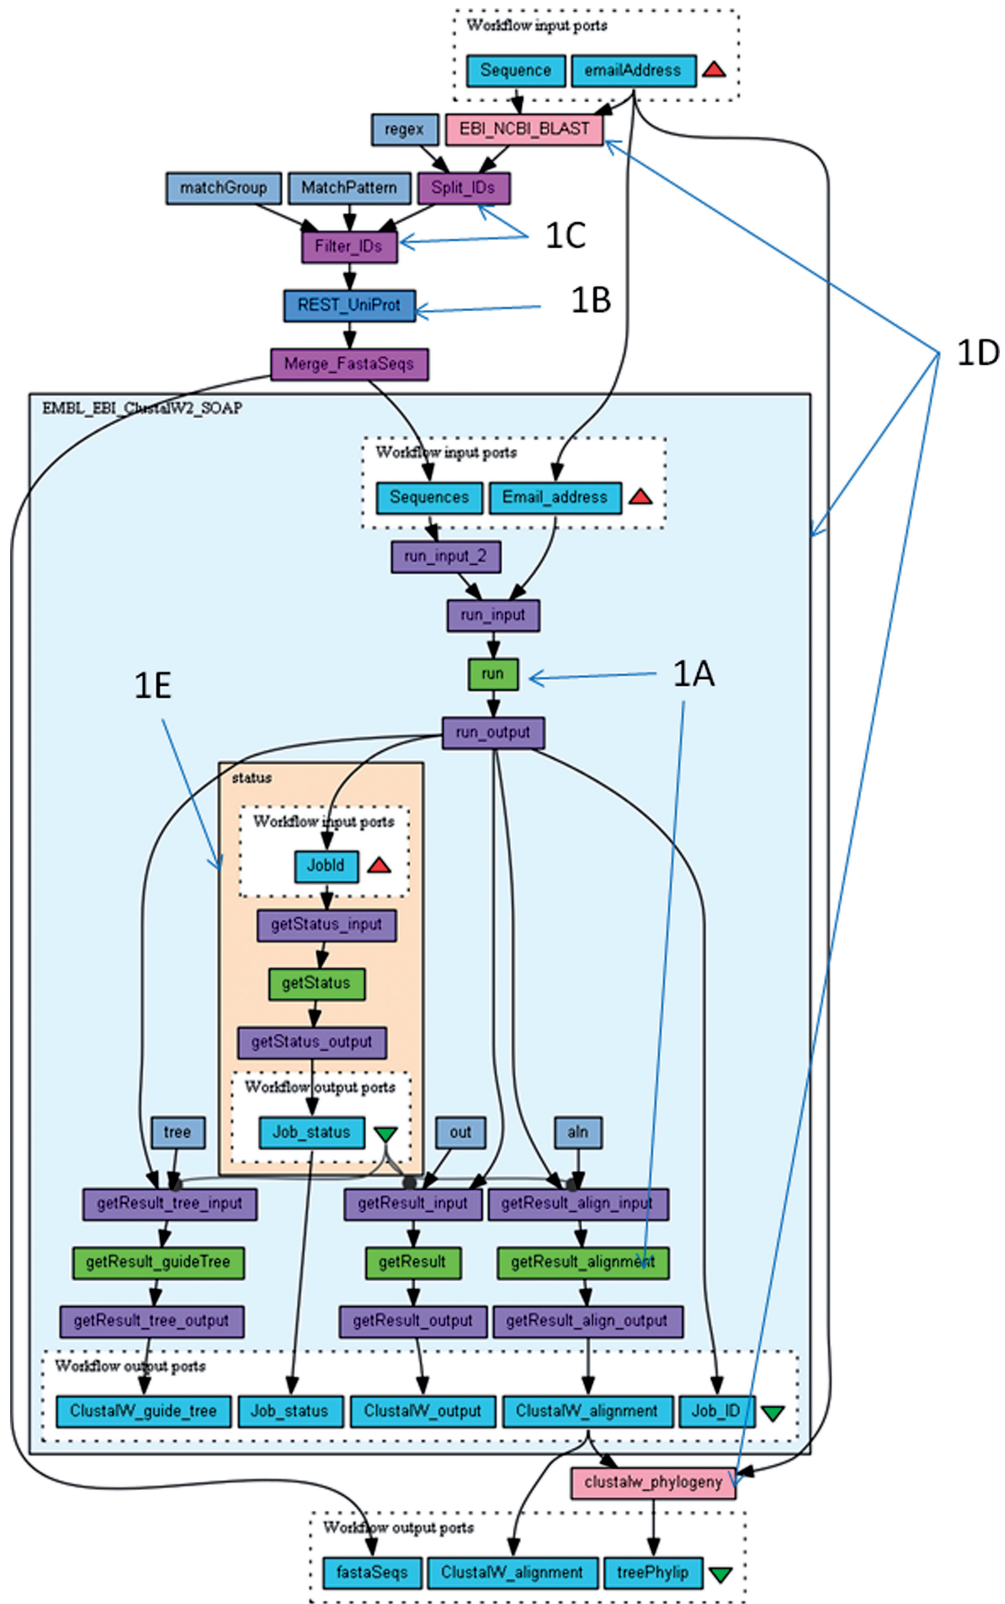 Workflow input ports
Sequence emailAddress
regex EBI_NCBI_BLAST
matchGroup MatchPattern Split_IDs
1C
Filter_IDs
REST_UniProt 1B
1D
Merge_FastaSeqs
EMBL_EBI_ClustalW2_SOAP
Workflow input ports
Sequences Email_address
run_input_2
run_input
run 1A
1E
run_output
status
Workflow input ports
JobId
getStatus_input
getStatus
getStatus_output
Workflow output ports
tree Job_status out aln
getResult_tree_input getResult_input getResult_align_input
getResult_guideTree getResult getResult_alignment
getResult_tree_output getResult_output getResult_align_output
Workflow output ports
ClustalW_guide_tree Job_status ClustalW_output ClustalW_alignment Job_ID
clustalw_phylogeny
Workflow output ports
fastaSeqs ClustalW_alignment treePhylip